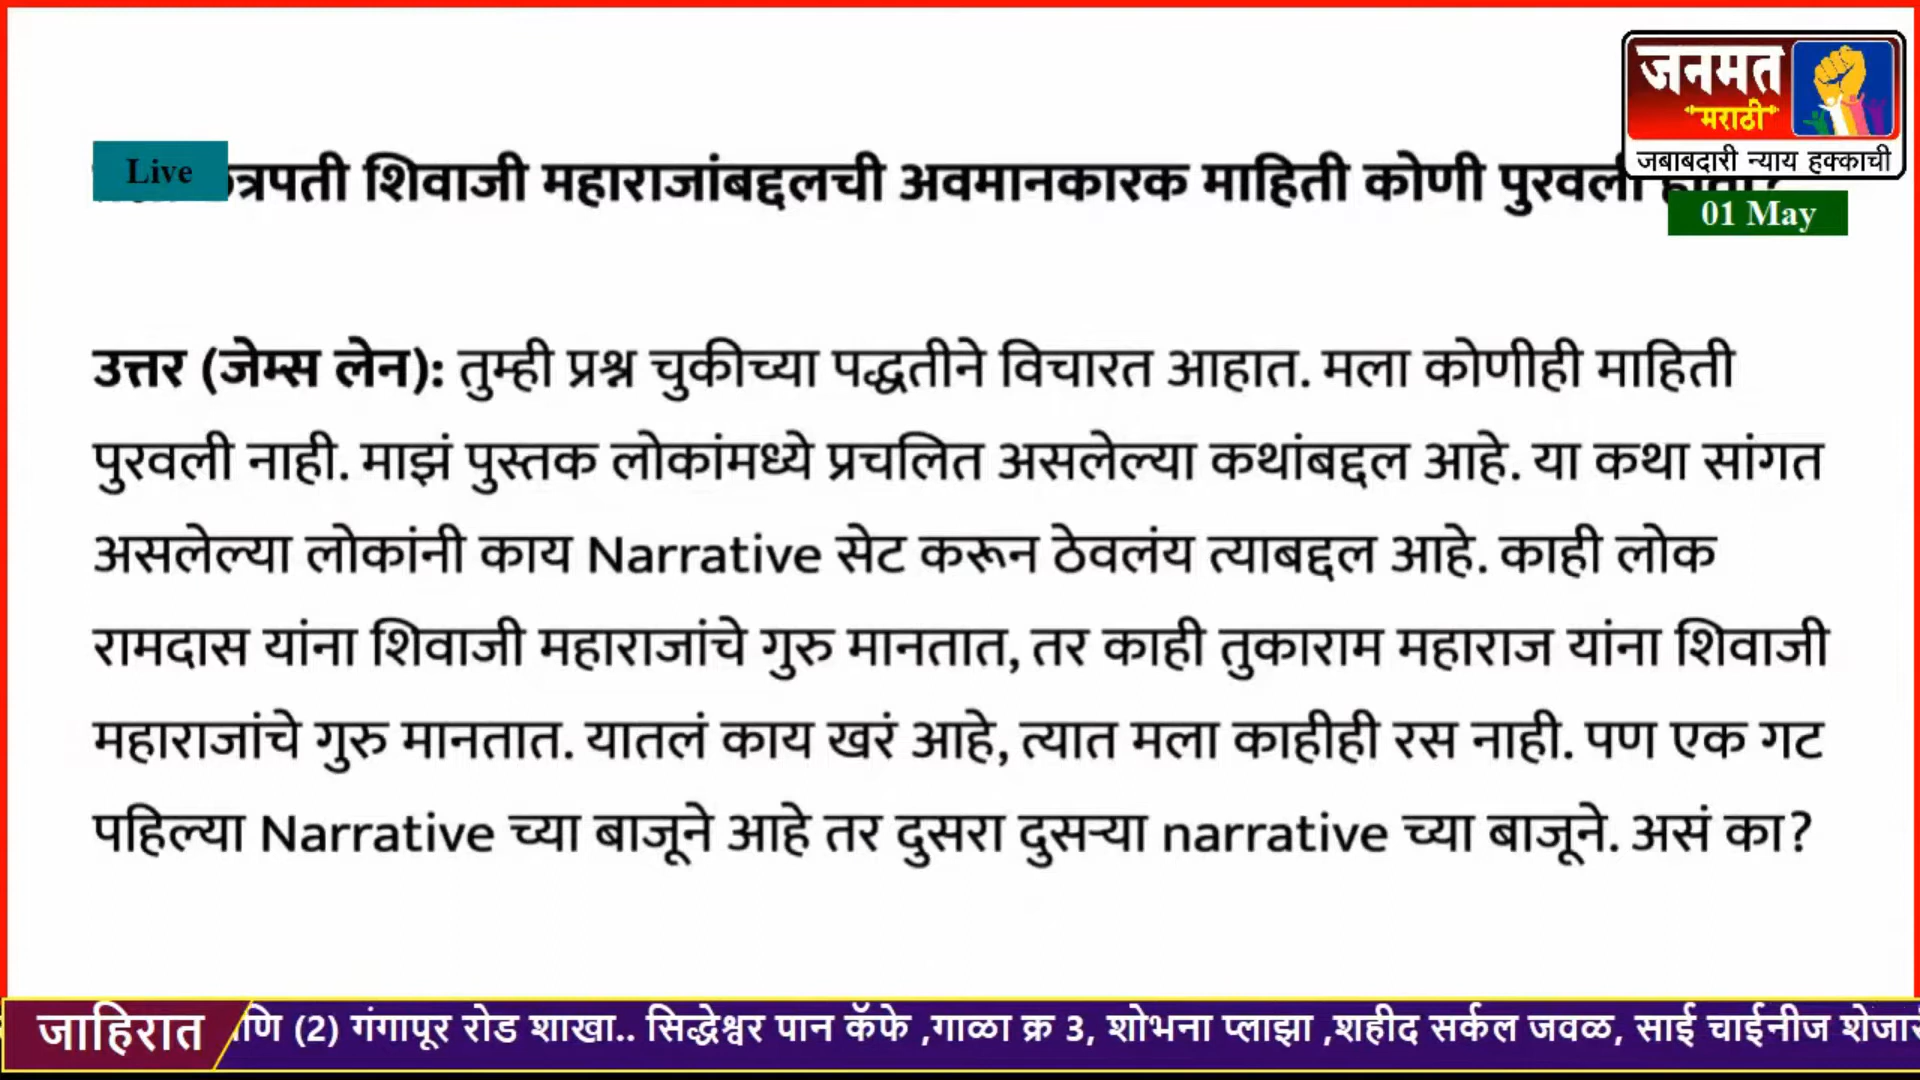 जनमत
मराठी
जबाबदारी न्याय हक्काची
Live
शिवाजी महाराजांबद्दलची अवमानकारक माहिती कोणी पुरवली
01 May
उत्तर (जेम्स लेन): तुम्ही प्रश्न चुकीच्या पद्धतीने विचारत आहात. मला कोणीही माहिती
पुरवली नाही. माझं पुस्तक लोकांमध्ये प्रचलित असलेल्या कथांबद्दल आहे. या कथा सांगत
असलेल्या लोकांनी काय Narrative सेट करून ठेवलंय त्याबद्दल आहे. काही लोक
रामदास यांना शिवाजी महाराजांचे गुरु मानतात, तर काही तुकाराम महाराज यांना शिवाजी
महाराजांचे गुरु मानतात. यातलं काय खरं आहे, त्यात मला काहीही रस नाही. पण एक गट
पहिल्या Narrative च्या बाजूने आहे तर दुसरा दुसऱ्या narrative च्या बाजूने. असं का?
जाहिरात
(2) गंगापूर रोड शाखा.. सिद्धेश्वर पान कॅफे ,गाळा क्र 3, शोभना प्लाझा ,शहीद सर्कल जवळ, साई चाईनीज